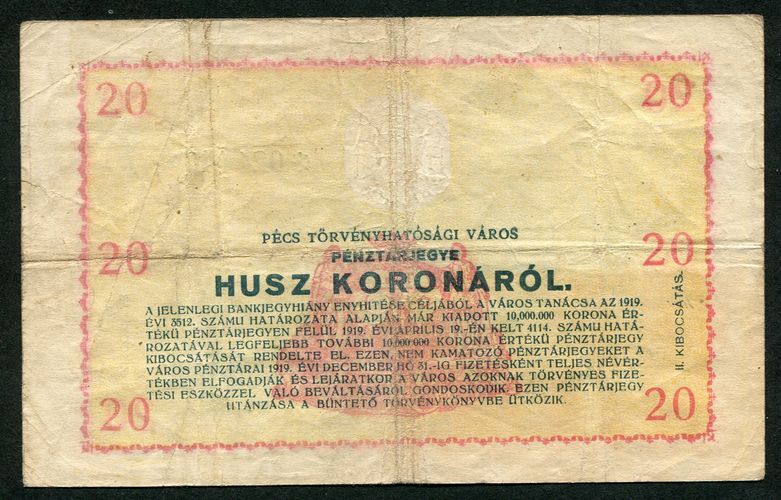 20
20
PÉCS TÖRVÉNYHATÓSÁGI VÁROS
PÉNZTÁRJEGYE
20
20
HUSZ KORONÁRÓL.
A JELENLEGI BANKJEGYHIÁNY ENYHITÉSE CÉLJÁBÓL A VÁROS TANÁCSA AZ 1919.
ÉVI 3512. SZÁMU HATÁROZATA ALAPJÁN MÁR KIADOTT 10,000.000 KORONA ÉR-
TÉKÜ PÉNZTÁRJEGYEN FELÜL 1919. ÉVI ÁPRILIS 19.-ÉN KELT 4114. SZÁMU HATÁ-
ROZATÁVAL LEGFELJEBB TOVÁBBI 10,000.000 KORONA ÉRTÉKÜ PÉNZTÁRJEGY
KIBOCSÁTÁSÁT RENDELTE EL. EZEN, NEM KAMATOZÓ PÉNZTÁRJEGYEKET A
VÁROS PÉNZTÁRAI 1919. ÉVI DECEMBER HÓ 31.-IG FIZETÉSKÉNT TELJES NÉVÉR-
TÉKBEN ELFOGADJÁK ÉS LEJÁRATKOR A VÁROS AZOKNAK TÖRVÉNYES FIZE-
TÉSI ESZKÖZZEL VALÓ BEVÁLTÁSÁRÓL GONDOSKODIK. EZEN PÉNZTÁRJEGY
UTÁNZÁSA A BÜNTETŐ TÖRVÉNYKÖNYVBE ÜTKÖZIK.
II. KIBOCSÁTÁS.
20
20